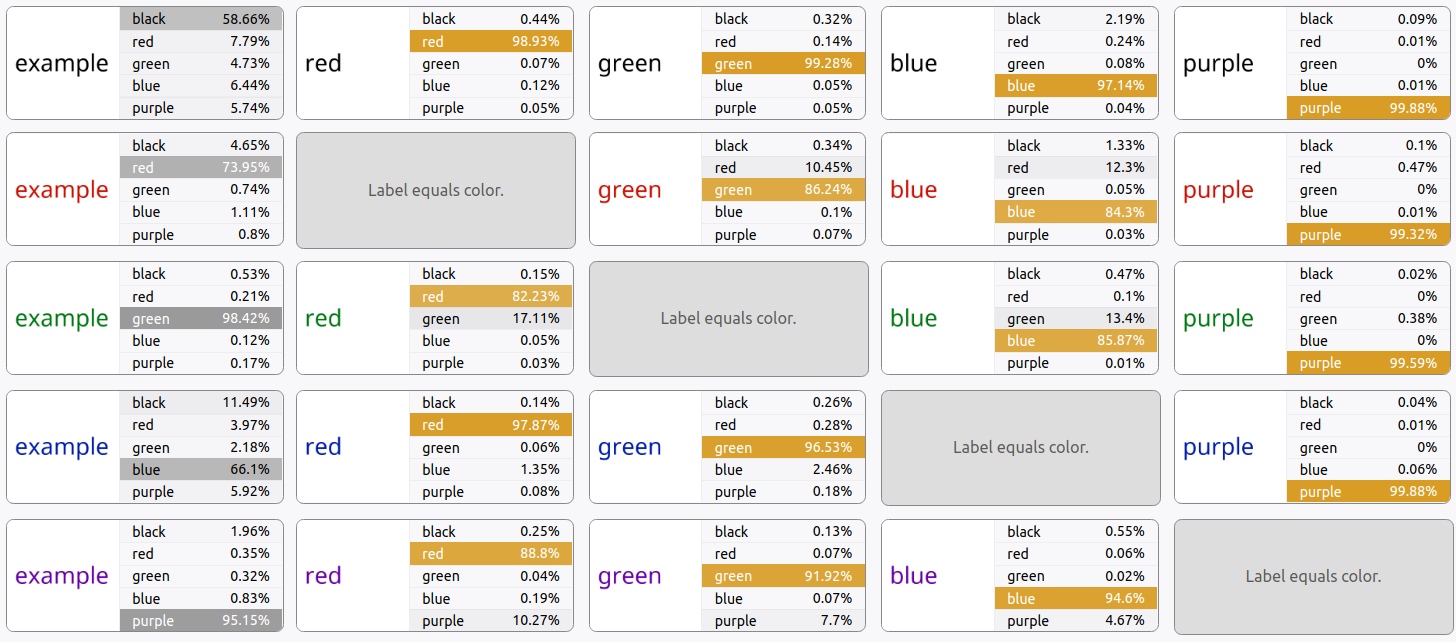 example
black 58.66%
red 7.79%
green 4.73%
blue 6.44%
purple 5.74%
red
black 0.44%
red 98.93%
green 0.07%
blue 0.12%
purple 0.05%
green
black 0.32%
red 0.14%
green 99.28%
blue 0.05%
purple 0.05%
blue
black 2.19%
red 0.24%
green 0.08%
blue 97.14%
purple 0.04%
purple
black 0.09%
red 0.01%
green 0%
blue 0.01%
purple 99.88%
example
black 4.65%
red 73.95%
green 0.74%
blue 1.11%
purple 0.8%
Label equals color.
green
black 0.34%
red 10.45%
green 86.24%
blue 0.1%
purple 0.07%
blue
black 1.33%
red 12.3%
green 0.05%
blue 84.3%
purple 0.03%
purple
black 0.1%
red 0.47%
green 0%
blue 0.01%
purple 99.32%
example
black 0.53%
red 0.21%
green 98.42%
blue 0.12%
purple 0.17%
red
black 0.15%
red 82.23%
green 17.11%
blue 0.05%
purple 0.03%
Label equals color.
blue
black 0.47%
red 0.1%
green 13.4%
blue 85.87%
purple 0.01%
purple
black 0.02%
red 0%
green 0.38%
blue 0%
purple 99.59%
example
black 11.49%
red 3.97%
green 2.18%
blue 66.1%
purple 5.92%
red
black 0.14%
red 97.87%
green 0.06%
blue 1.35%
purple 0.08%
green
black 0.26%
red 0.28%
green 96.53%
blue 2.46%
purple 0.18%
Label equals color.
purple
black 0.04%
red 0.01%
green 0%
blue 0.06%
purple 99.88%
example
black 1.96%
red 0.35%
green 0.32%
blue 0.83%
purple 95.15%
red
black 0.25%
red 88.8%
green 0.04%
blue 0.19%
purple 10.27%
green
black 0.13%
red 0.07%
green 91.92%
blue 0.07%
purple 7.7%
blue
black 0.55%
red 0.06%
green 0.02%
blue 94.6%
purple 4.67%
Label equals color.